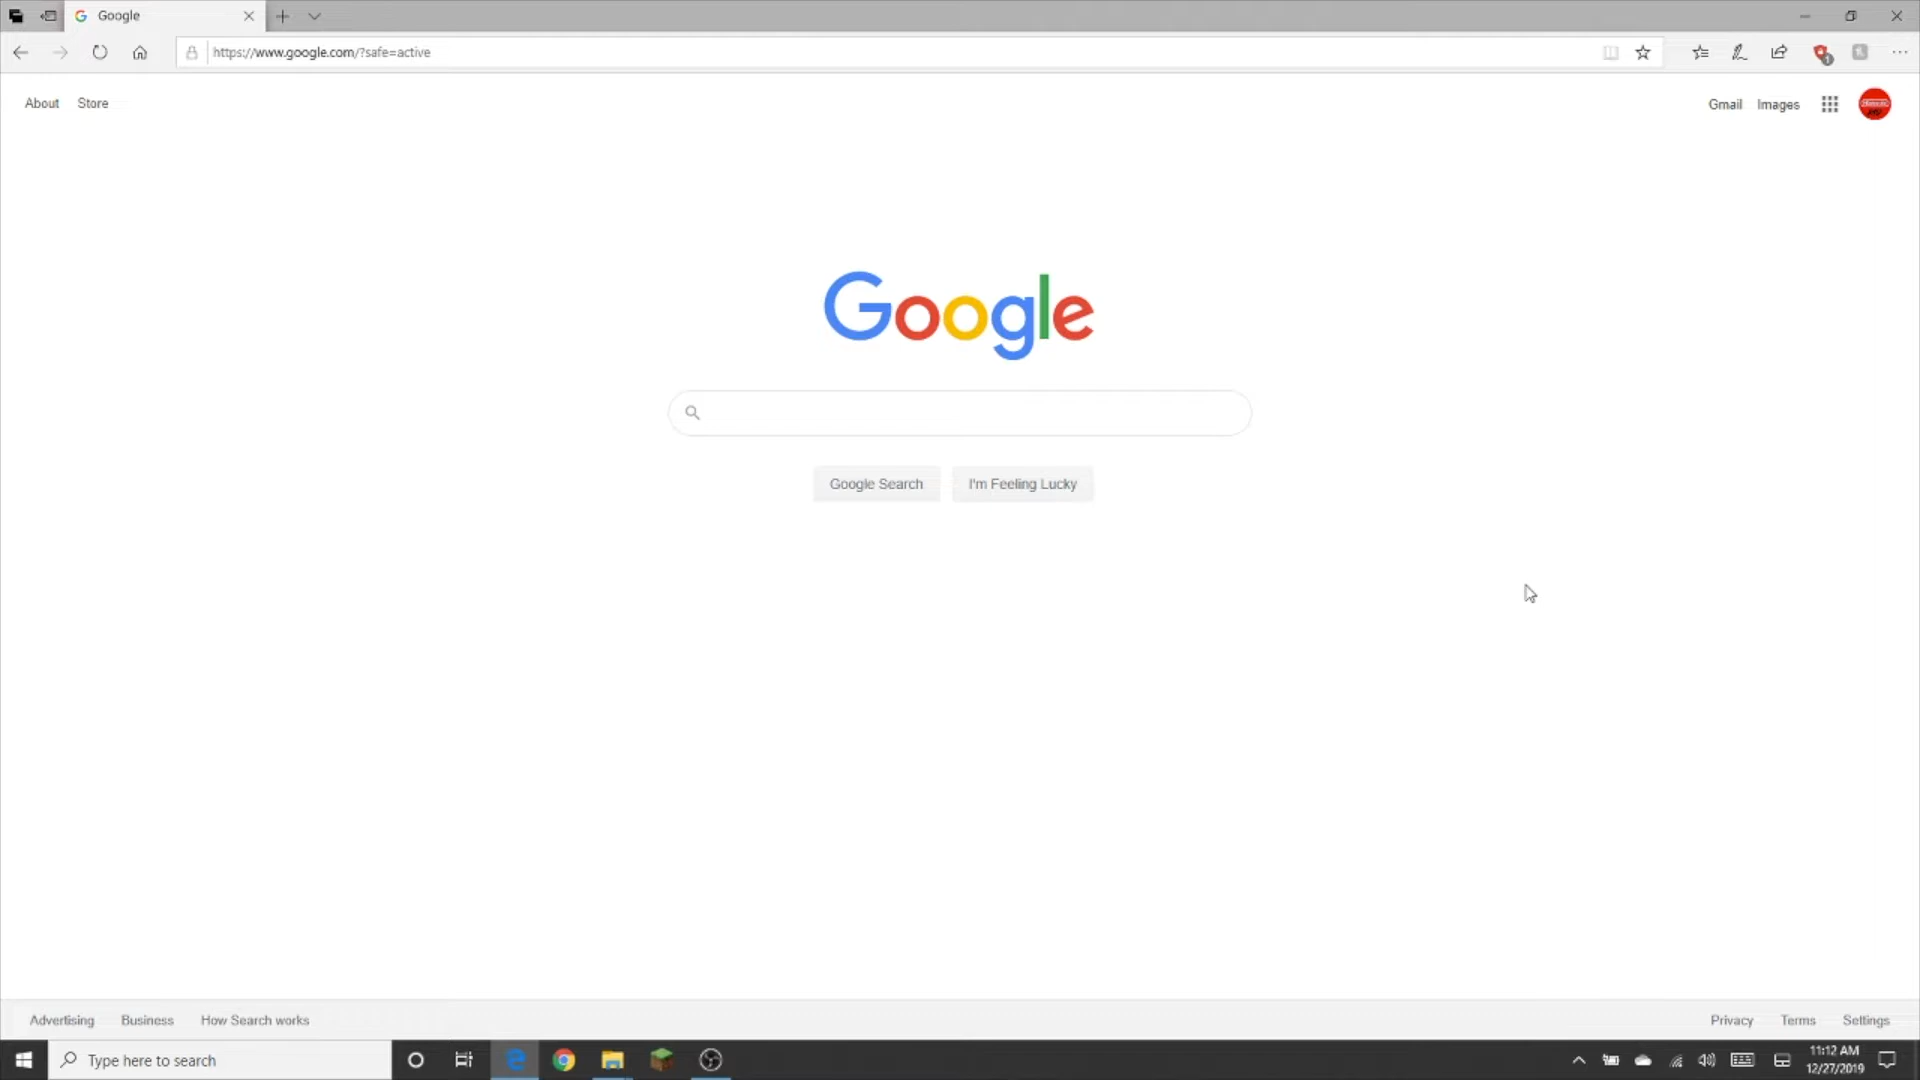 Google
https://www.google.com/?safe=active
About Store
Gmail Images
Google
Google Search I'm Feeling Lucky
Advertising Business How Search works
Privacy Terms Settings
Type here to search
11:12 AM
12/27/2019